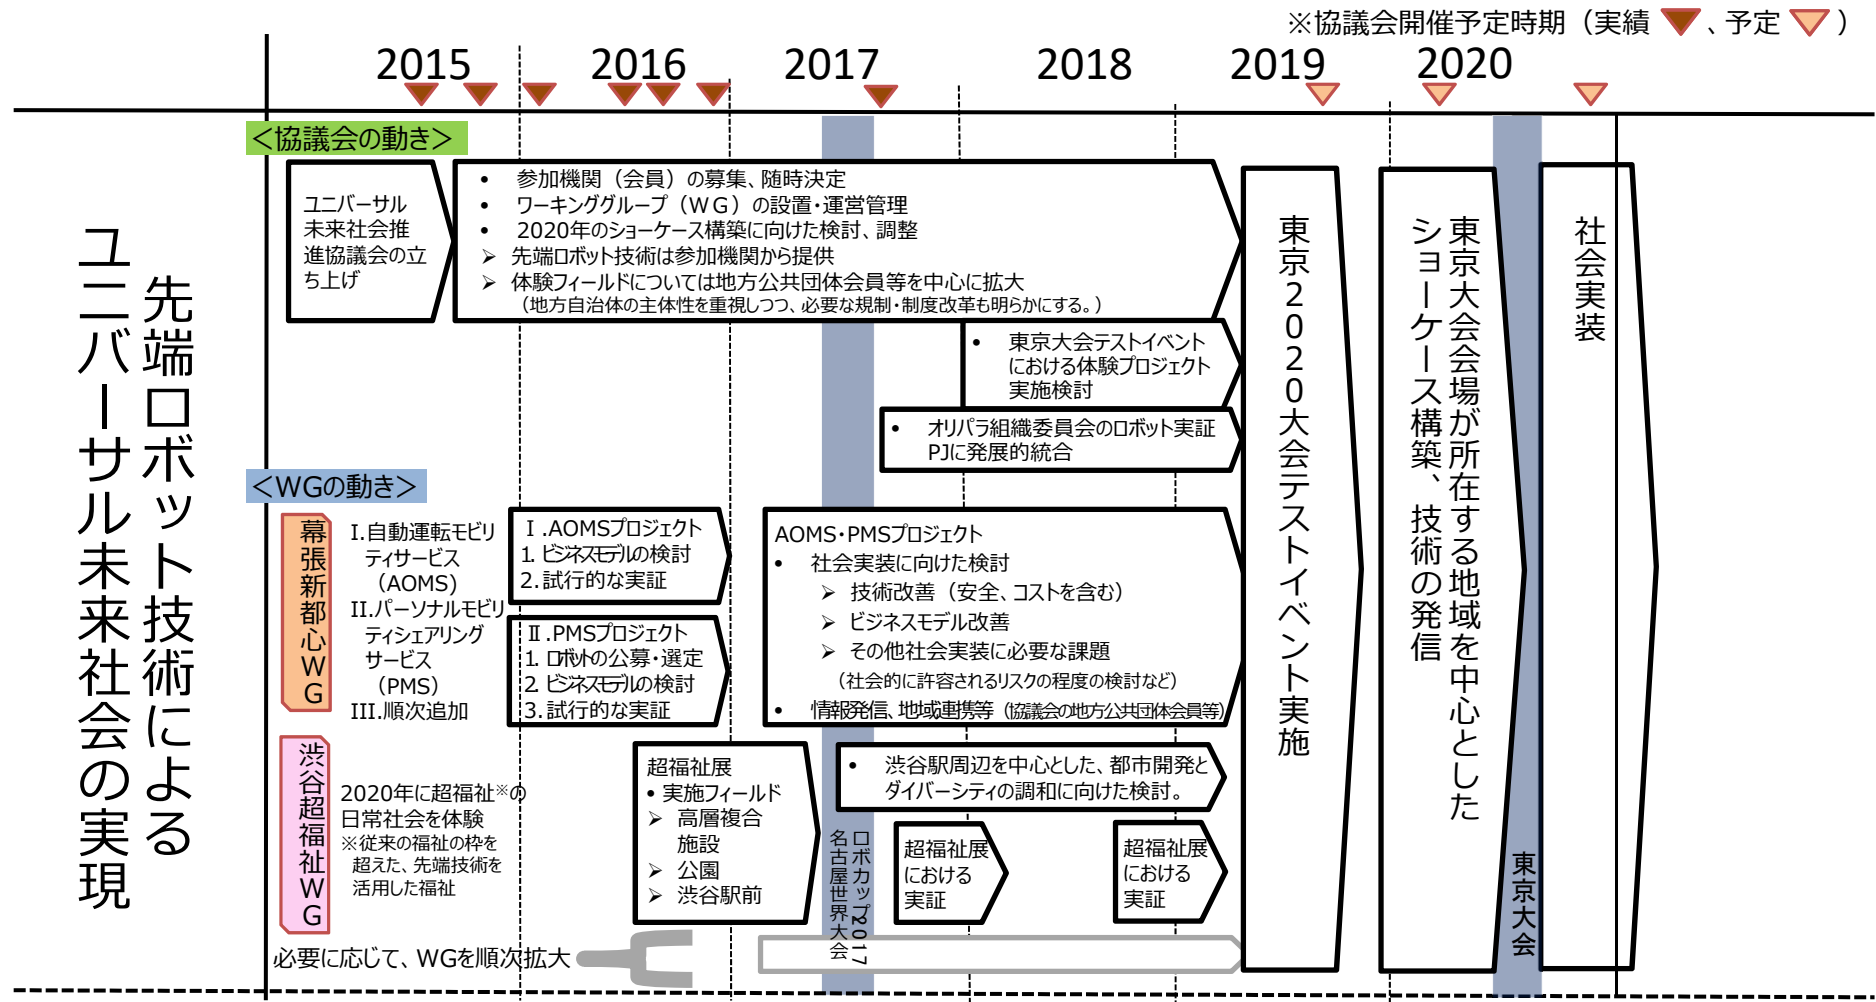 ※協議会開催予定時期（実績 ▼、予定 ▽）
2015
2016
2017
2018
2019
2020
先端ロボット技術による
ユニバーサル未来社会の実現
＜協議会の動き＞
ユニバーサル
未来社会推
進協議会の立
ち上げ
• 参加機関（会員）の募集、随時決定
• ワーキンググループ（WG）の設置・運営管理
• 2020年のショーケース構築に向けた検討、調整
➢ 先端ロボット技術は参加機関から提供
➢ 体験フィールドについては地方公共団体会員等を中心に拡大
（地方自治体の主体性を重視しつつ、必要な規制・制度改革も明らかにする。）
• 東京大会テストイベント
における体験プロジェクト
実施検討
• オリパラ組織委員会のロボット実証
PJに発展的統合
東京2020大会テストイベント実施
東京大会会場が所在する地域を中心とした
ショーケース構築、技術の発信
社会実装
＜WGの動き＞
幕張新都心WG
I.自動運転モビリ
ティサービス
（AOMS）
II.パーソナルモビリ
ティシェアリング
サービス
（PMS）
III.順次追加
Ⅰ.AOMSプロジェクト
1. ビジネスモデルの検討
2.試行的な実証
Ⅱ.PMSプロジェクト
1. ロボットの公募・選定
2. ビジネスモデルの検討
3.試行的な実証
AOMS・PMSプロジェクト
• 社会実装に向けた検討
➢ 技術改善（安全、コストを含む）
➢ ビジネスモデル改善
➢ その他社会実装に必要な課題
（社会的に許容されるリスクの程度の検討など）
• 情報発信、地域連携等（協議会の地方公共団体会員等）
渋谷超福祉WG
2020年に超福祉※の
日常社会を体験
※従来の福祉の枠を
超えた、先端技術を
活用した福祉
超福祉展
• 実施フィールド
➢ 高層複合
施設
➢ 公園
➢ 渋谷駅前
• 渋谷駅周辺を中心とした、都市開発と
ダイバーシティの調和に向けた検討。
ロボカップ2017
名古屋世界大会
超福祉展
における
実証
超福祉展
における
実証
東京大会
必要に応じて、WGを順次拡大